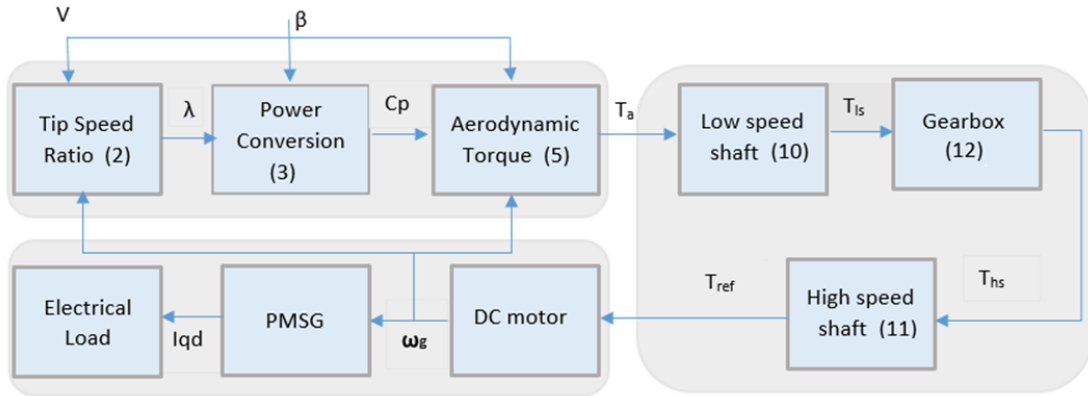 V
β
Tip Speed
Ratio (2)
λ
Power
Conversion
(3)
Cp
Aerodynamic
Torque (5)
Ta
Low speed
shaft (10)
Tls
Gearbox
(12)
Electrical
Load
Iqd
PMSG
ωg
DC motor
Tref
High speed
shaft (11)
Ths